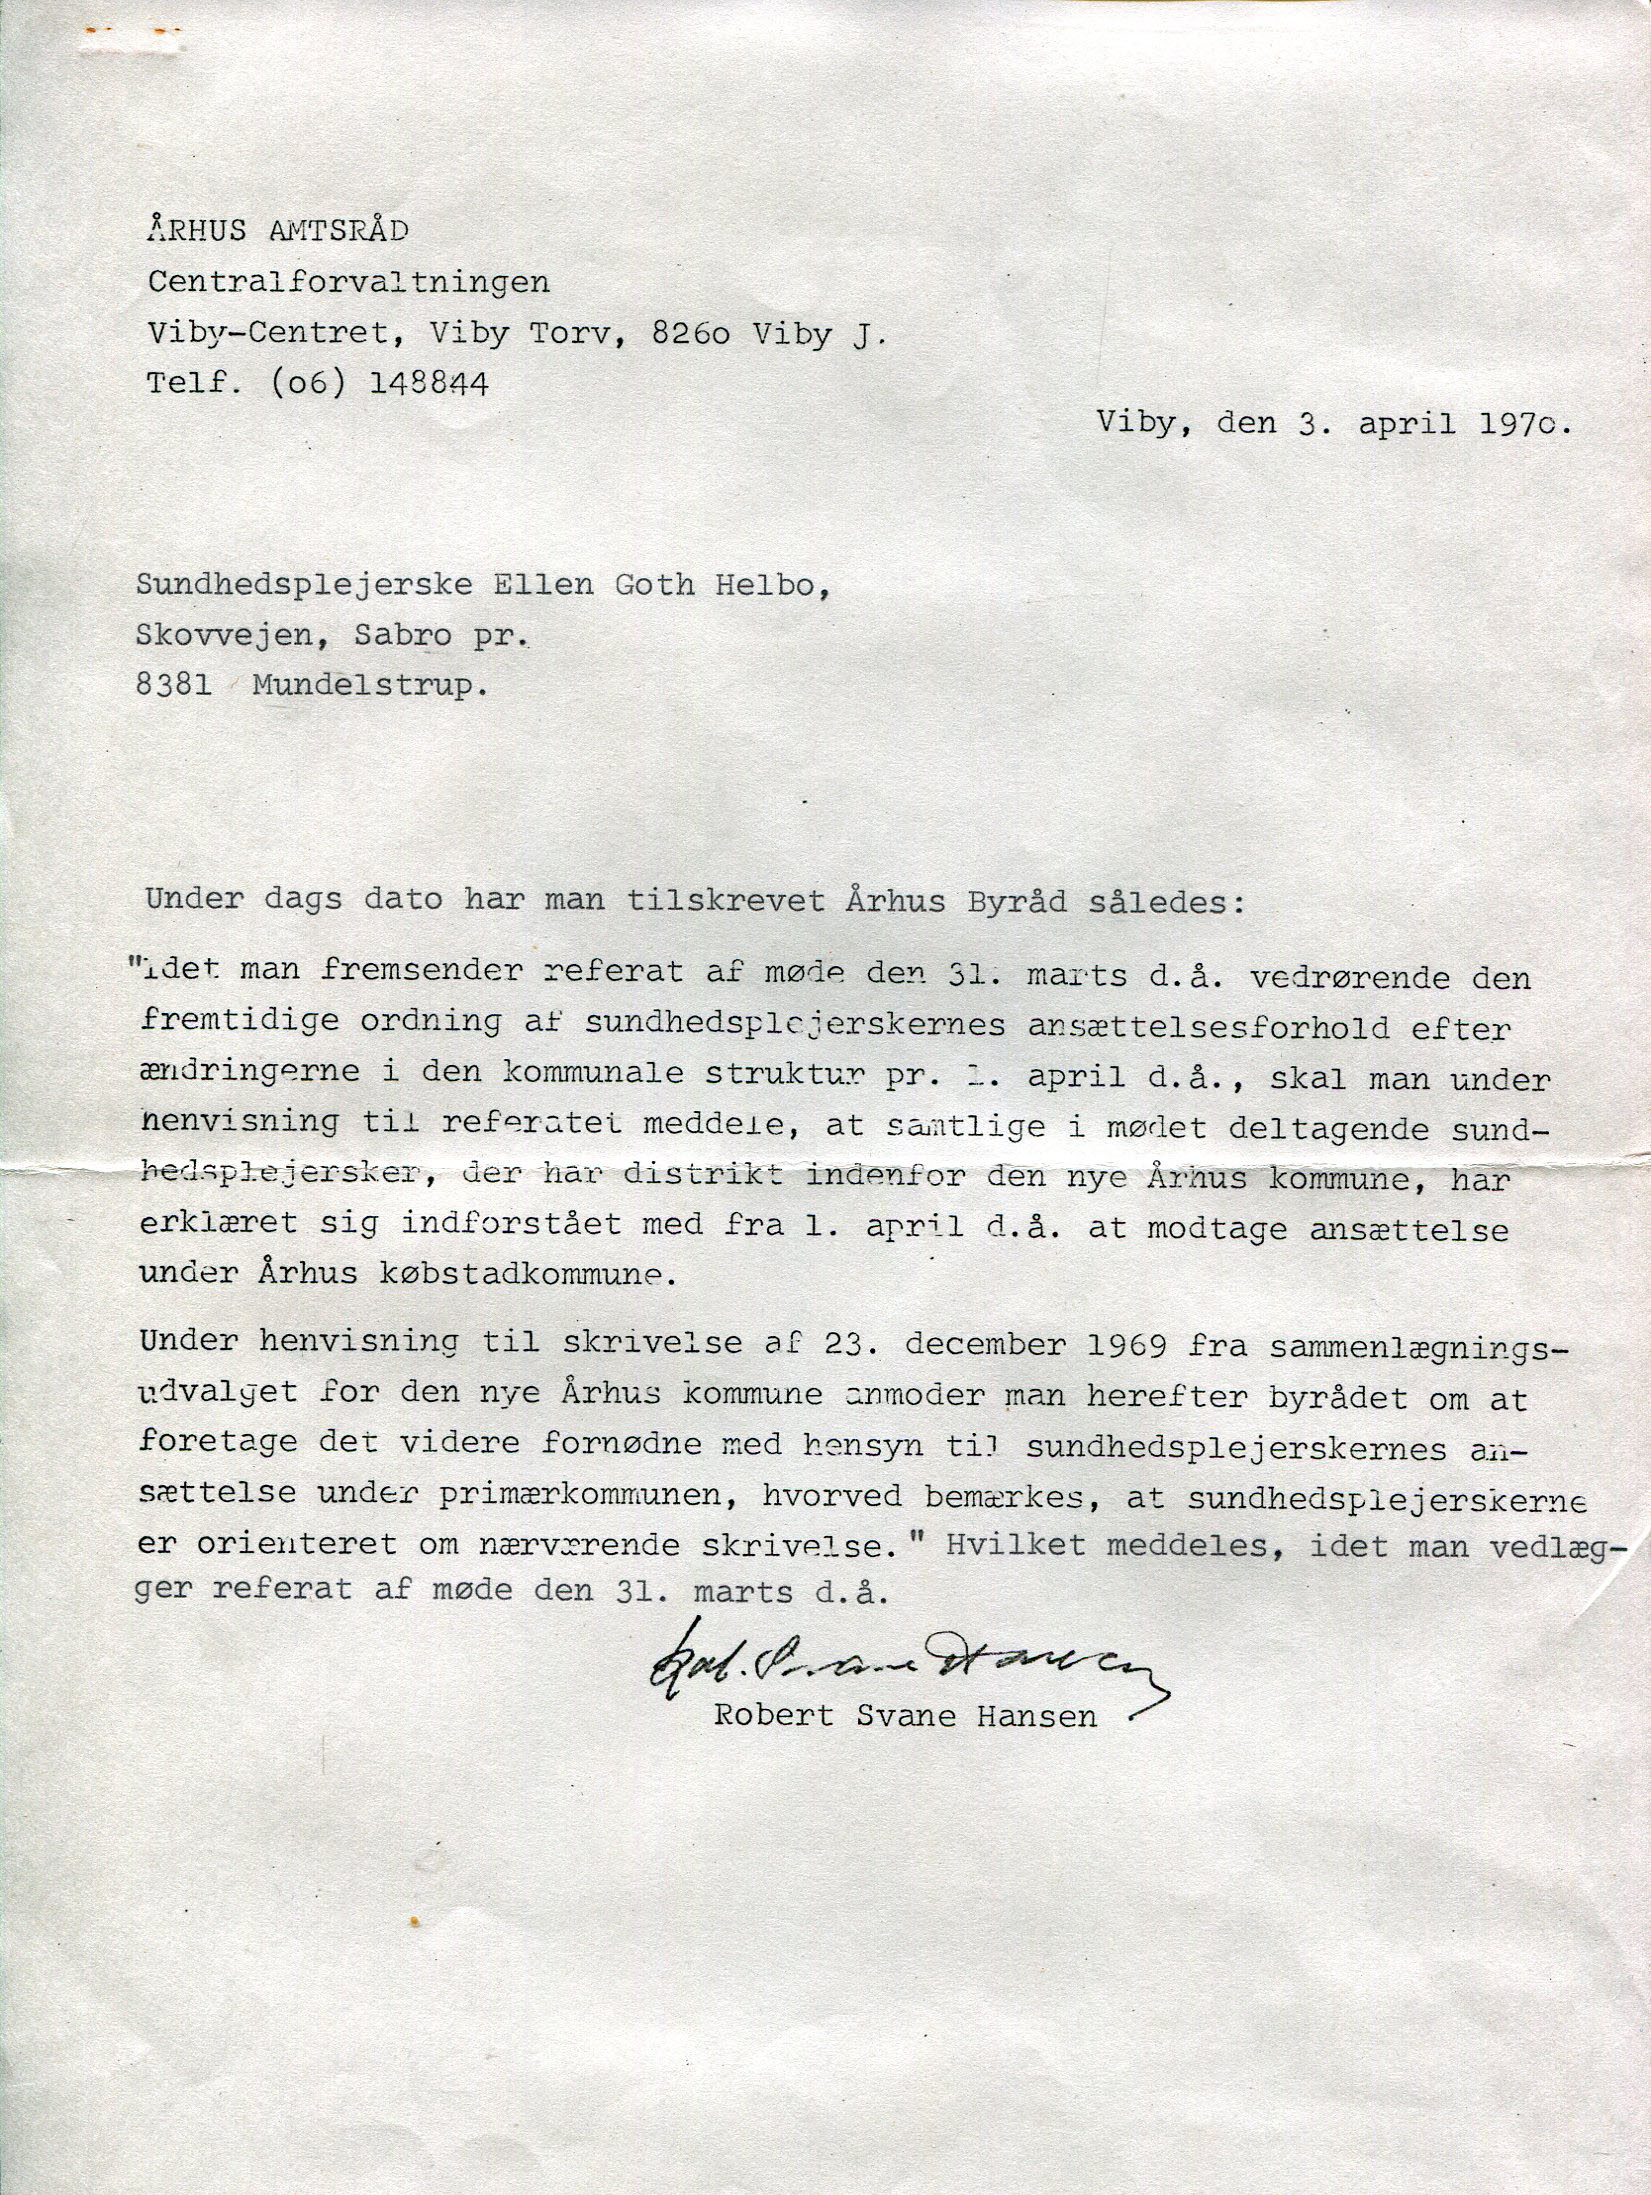 ÅRHUS AMTSRÅD
Centralforvaltningen
Viby-Centret, Viby Torv, 826o Viby J.
Telf. (o6) 148844
Viby, den 3. april 197o.
Sundhedsplejerske Ellen Goth Helbo,
Skovvejen, Sabro pr.
8381 Mundelstrup.
Under dags dato har man tilskrevet Århus Byråd således:
"idet man fremsender referat af møde den 31. marts d.å. vedrørende den
fremtidige ordning af sundhedsplejerskernes ansættelsesforhold efter
ændringerne i den kommunale struktur pr. 1. april d.å., skal man under
henvisning til referatet meddele, at samtlige i mødet deltagende sund-
hedsplejersker, der har distrikt indenfor den nye Århus kommune, har
erklæret sig indforstået med fra 1. april d.å. at modtage ansættelse
under Århus købstadkommune.
Under henvisning til skrivelse af 23. december 1969 fra sammenlægnings-
udvalget for den nye Århus kommune anmoder man herefter byrådet om at
foretage det videre fornødne med hensyn til sundhedsplejerskernes an-
sættelse under primærkommunen, hvorved bemærkes, at sundhedsplejerskerne
er orienteret om nærværende skrivelse." Hvilket meddeles, idet man vedlæg-
ger referat af møde den 31. marts d.å.
Rob. Svane Hansen
Robert Svane Hansen